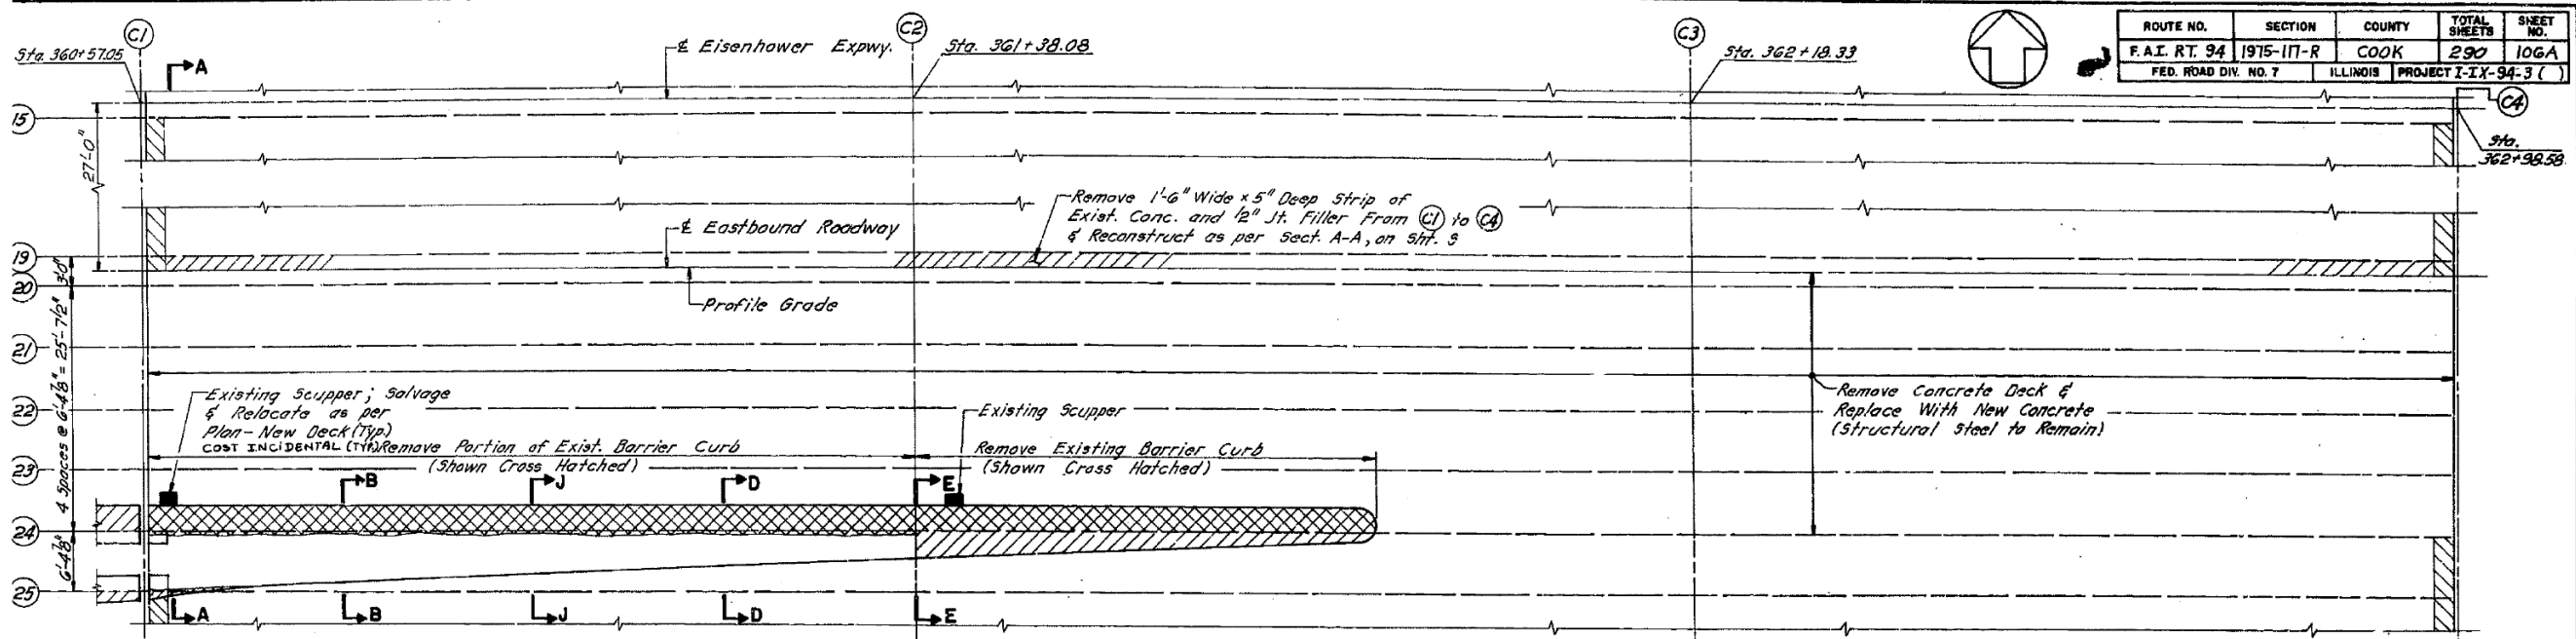 C1
C2
C3
ROUTE NO. SECTION COUNTY TOTAL SHEETS SHEET NO.
F.A.I. RT. 94 1975-117-R COOK 290 106A
FED. ROAD DIV. NO. 7 ILLINOIS PROJECT I-IX-94-3 ( )
Sta. 360+57.05
A
℄ Eisenhower Expwy.
Sta. 361+38.08
Sta. 362+18.33
C4
Sta.
362+98.58
15
27'-0"
Remove 1'-6" Wide x 5" Deep Strip of
Exist. Conc. and 1/2" Jt. Filler From C1 to C4
& Reconstruct as per Sect. A-A, on Sht. 3
℄ Eastbound Roadway
19
3'-0"
20
Profile Grade
21
4 Spaces @ 6'-4 7/8" = 25'-7 1/2"
Existing Scupper; Salvage
& Relocate as per
Plan - New Deck (Typ.)
COST INCIDENTAL (TYP.)
22
Existing Scupper
Remove Concrete Deck &
Replace With New Concrete
(Structural Steel to Remain)
Remove Portion of Exist. Barrier Curb
(Shown Cross Hatched)
Remove Existing Barrier Curb
(Shown Cross Hatched)
23
B
J
D
E
24
6'-4 7/8"
25
A
B
J
D
E